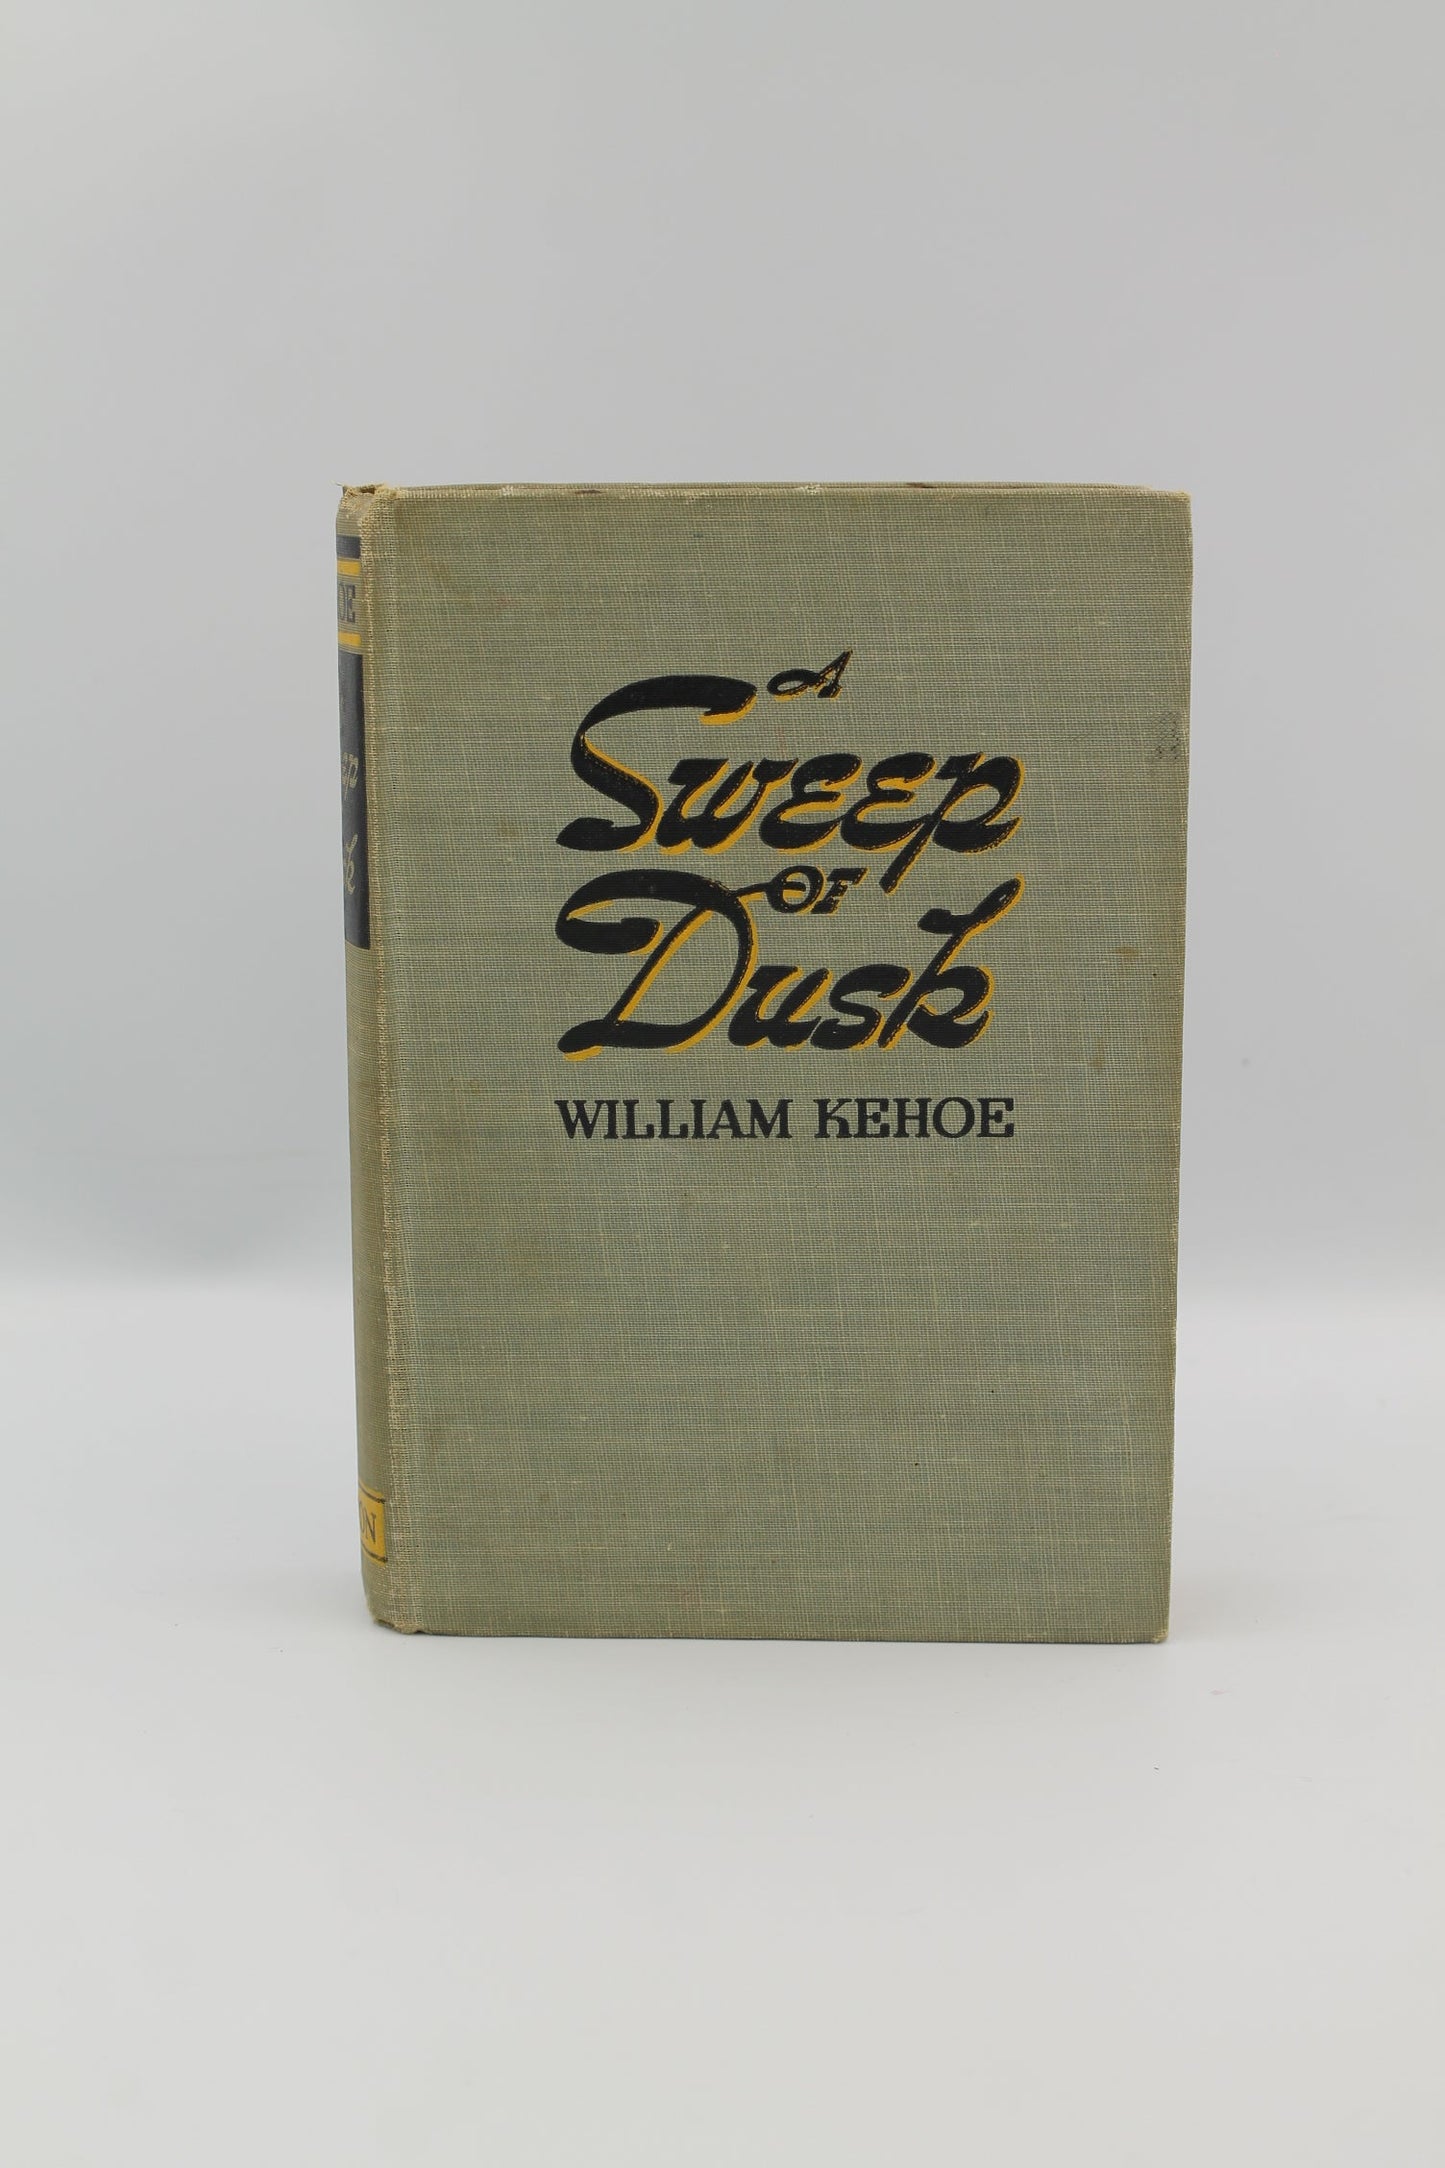 A
Sweep
OF
Dusk
WILLIAM KEHOE